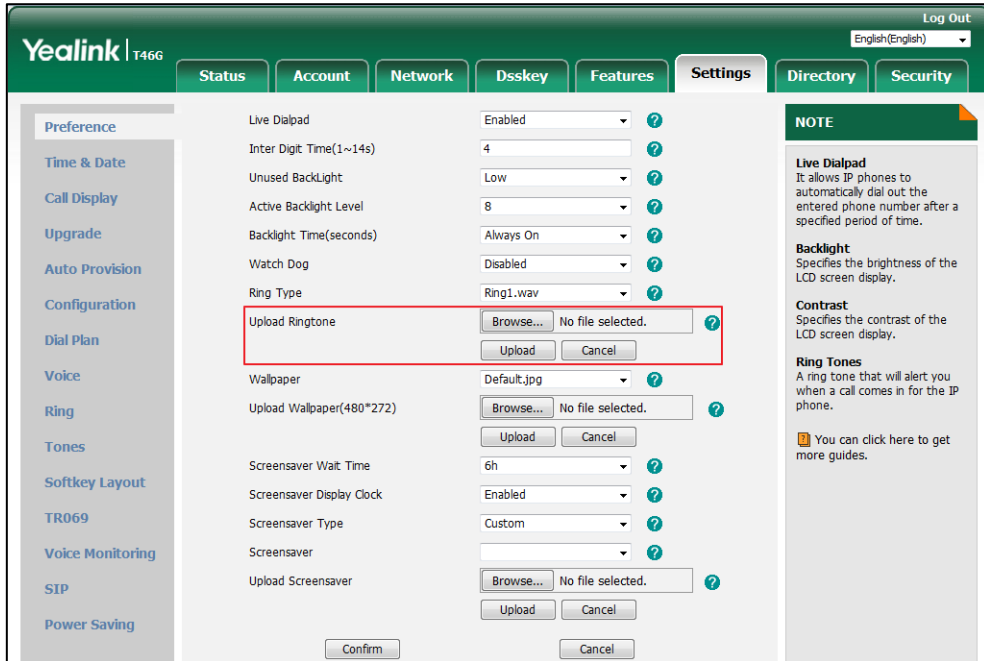 Log Out
English(English)
Yealink | T46G
Status Account Network Dsskey Features Settings Directory Security
Preference
Time & Date
Call Display
Upgrade
Auto Provision
Configuration
Dial Plan
Voice
Ring
Tones
Softkey Layout
TR069
Voice Monitoring
SIP
Power Saving
Live Dialpad Enabled ?
Inter Digit Time(1~14s) 4 ?
Unused BackLight Low ?
Active Backlight Level 8 ?
Backlight Time(seconds) Always On ?
Watch Dog Disabled ?
Ring Type Ring1.wav ?
Upload Ringtone Browse... No file selected. ?
Upload Cancel
Wallpaper Default.jpg ?
Upload Wallpaper(480*272) Browse... No file selected. ?
Upload Cancel
Screensaver Wait Time 6h ?
Screensaver Display Clock Enabled ?
Screensaver Type Custom ?
Screensaver ?
Upload Screensaver Browse... No file selected. ?
Upload Cancel
Confirm Cancel
NOTE
Live Dialpad
It allows IP phones to
automatically dial out the
entered phone number after a
specified period of time.
Backlight
Specifies the brightness of the
LCD screen display.
Contrast
Specifies the contrast of the
LCD screen display.
Ring Tones
A ring tone that will alert you
when a call comes in for the IP
phone.
? You can click here to get
more guides.